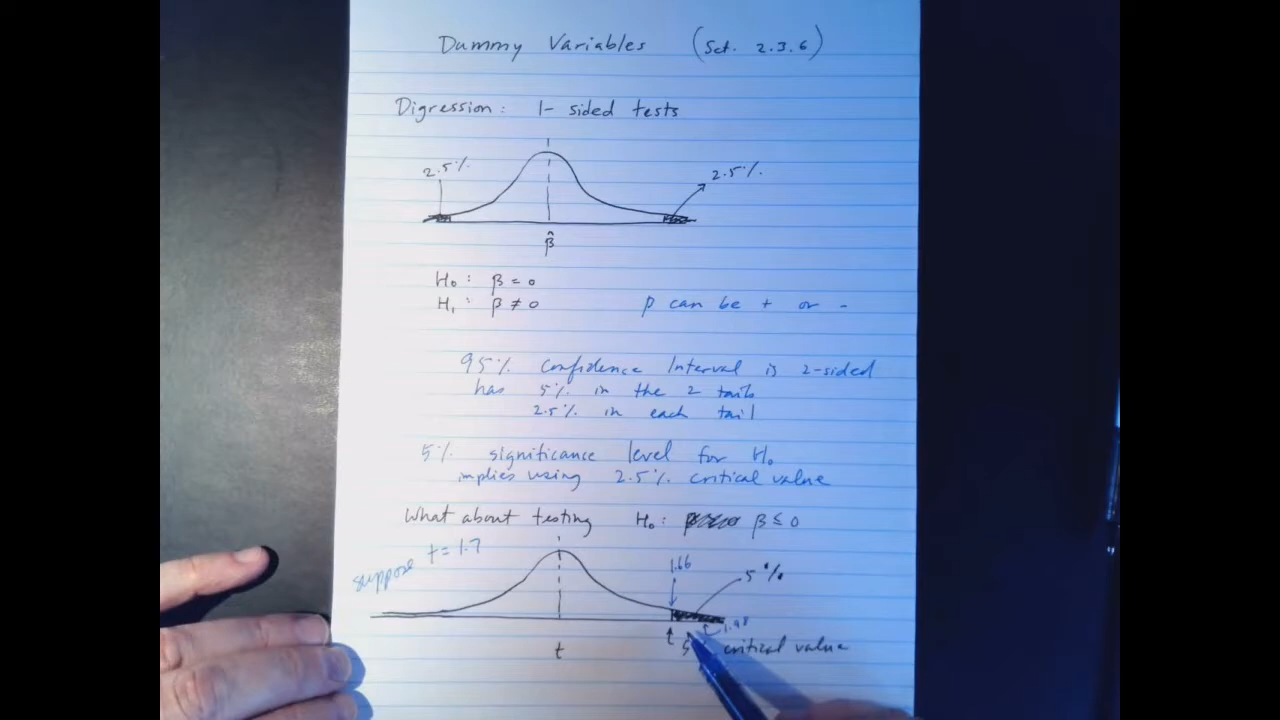 Dummy Variables (Sct. 2.3.6)
Digression: 1-sided tests
2.5%
2.5%
β̂
H₀: β = 0
H₁: β ≠ 0
β can be + or -
95% Confidence Interval is 2-sided
has 5% in the 2 tails
2.5% in each tail
5% significance level for H₀
implies using 2.5% critical value
What about testing H₀: β ≤ 0
suppose t = 1.7
1.66
5%
1.98
t
critical value